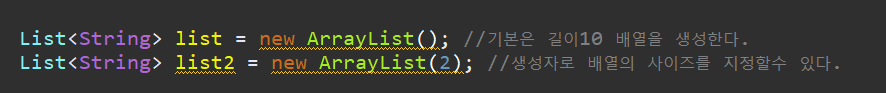 List<String> list = new ArrayList(); //기본은 길이10 배열을 생성한다.
List<String> list2 = new ArrayList(2); //생성자로 배열의 사이즈를 지정할수 있다.